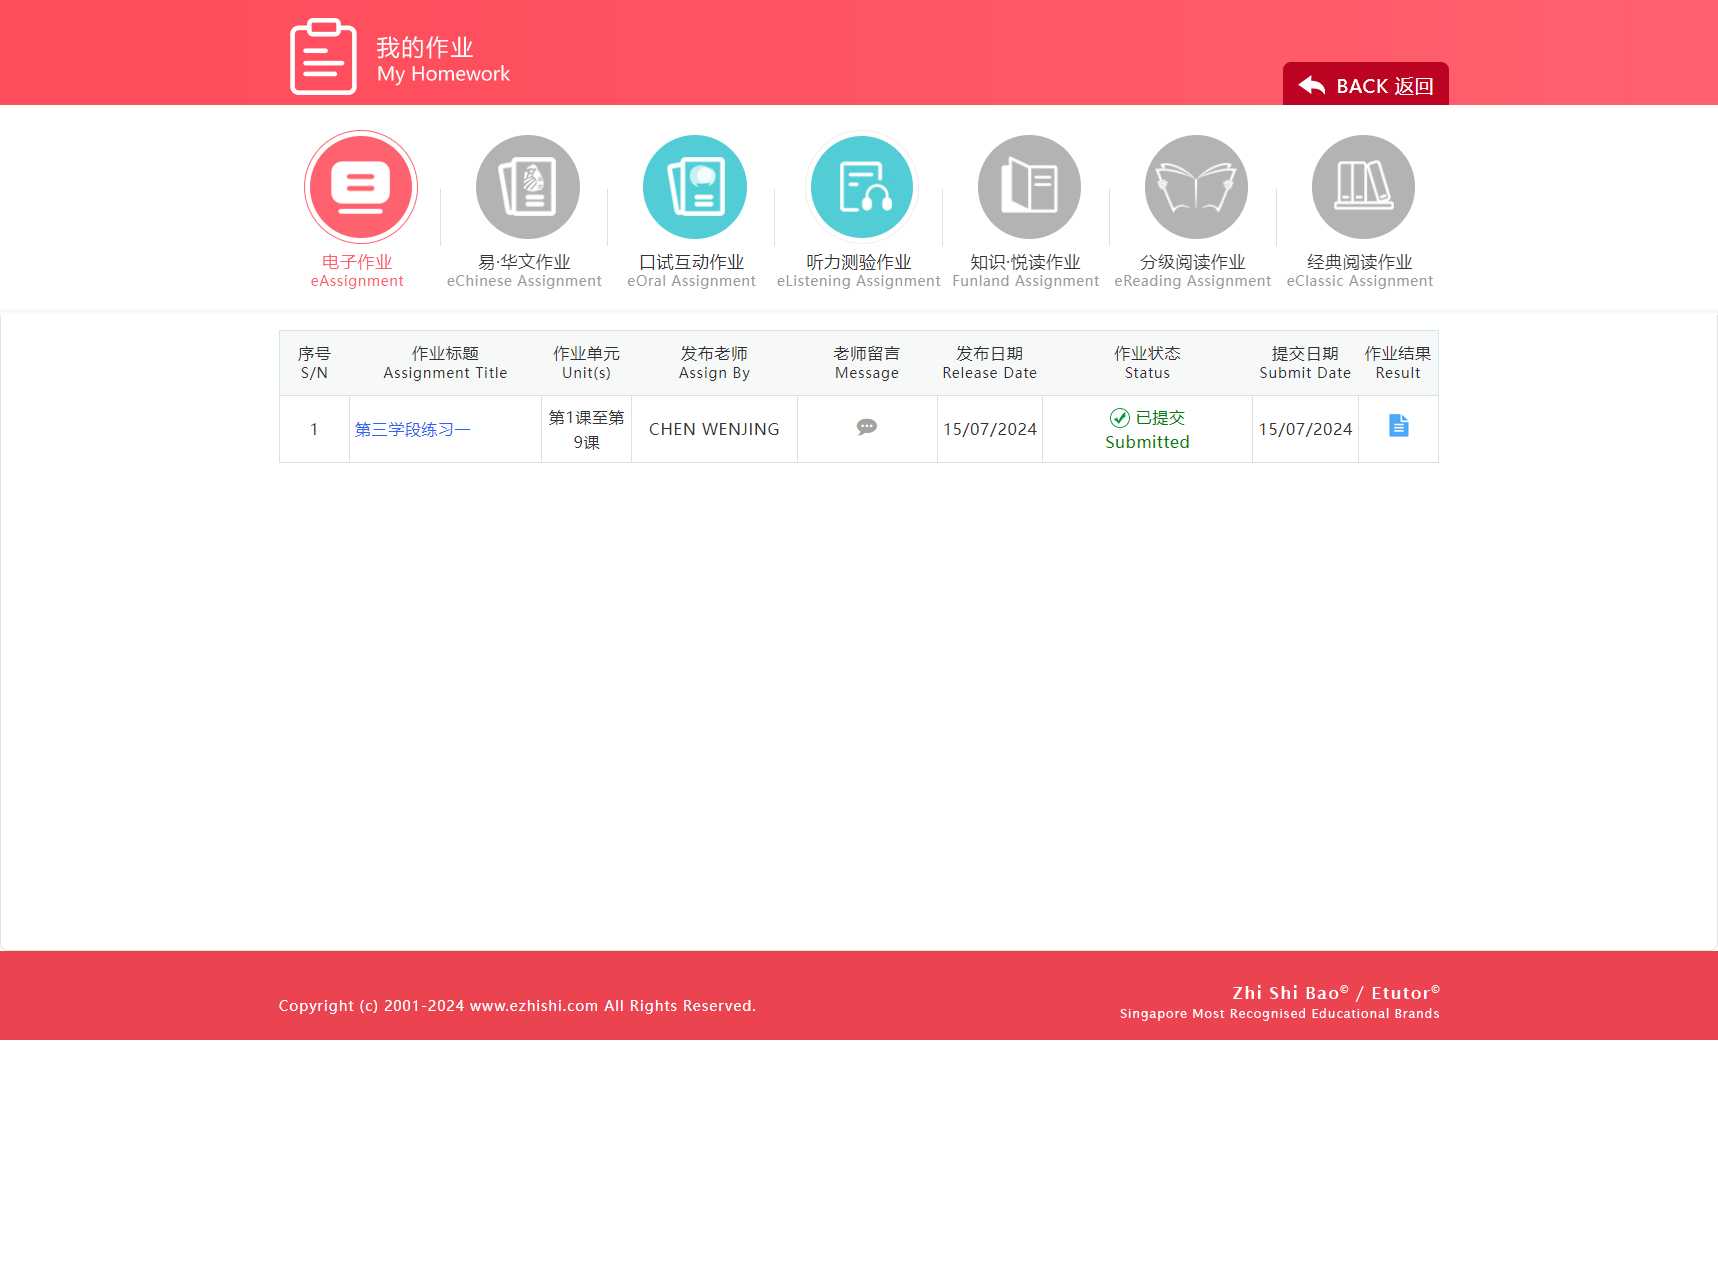 我的作业
My Homework
BACK 返回
电子作业
eAssignment
易·华文作业
eChinese Assignment
口试互动作业
eOral Assignment
听力测验作业
eListening Assignment
知识·悦读作业
Funland Assignment
分级阅读作业
eReading Assignment
经典阅读作业
eClassic Assignment
序号 作业标题 作业单元 发布老师 老师留言 发布日期 作业状态 提交日期 作业结果
S/N Assignment Title Unit(s) Assign By Message Release Date Status Submit Date Result
1
第三学段练习一
第1课至第
9课
CHEN WENJING
15/07/2024
已提交
Submitted
15/07/2024
Copyright (c) 2001-2024 www.ezhishi.com All Rights Reserved.
Zhi Shi Bao© / Etutor©
Singapore Most Recognised Educational Brands